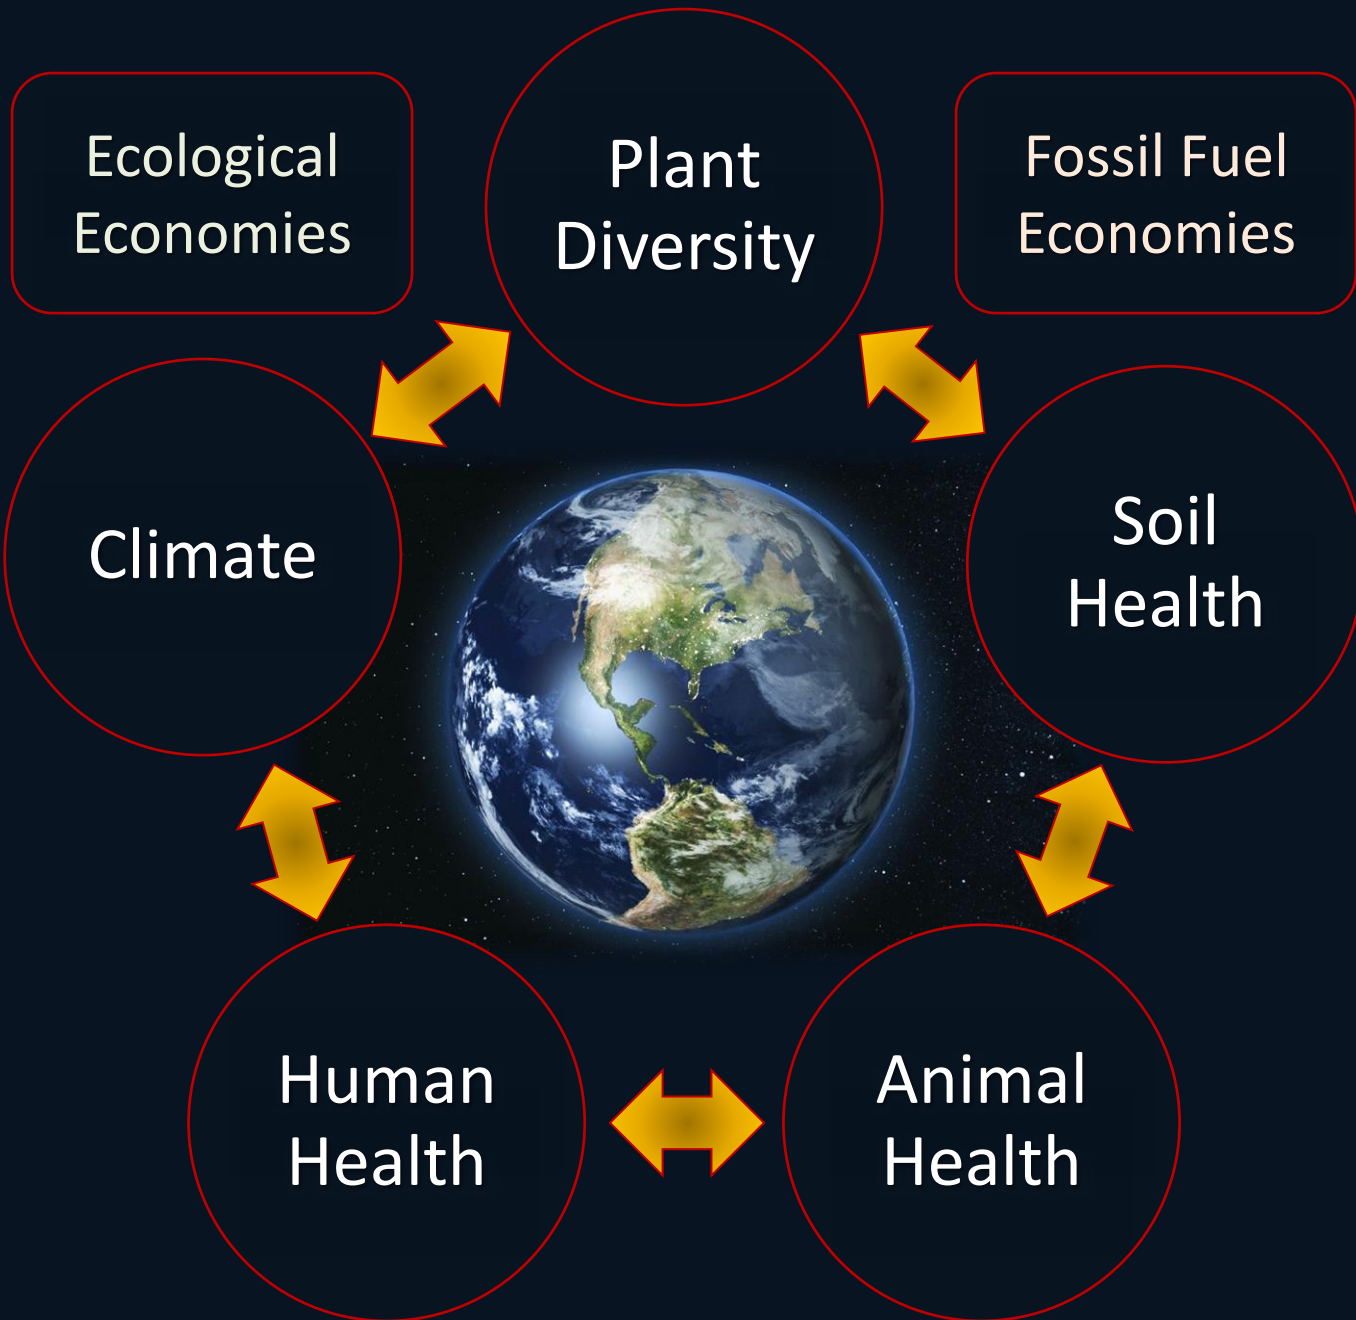 Ecological
Economies
Plant
Diversity
Fossil Fuel
Economies
Climate
Soil
Health
Human
Health
Animal
Health